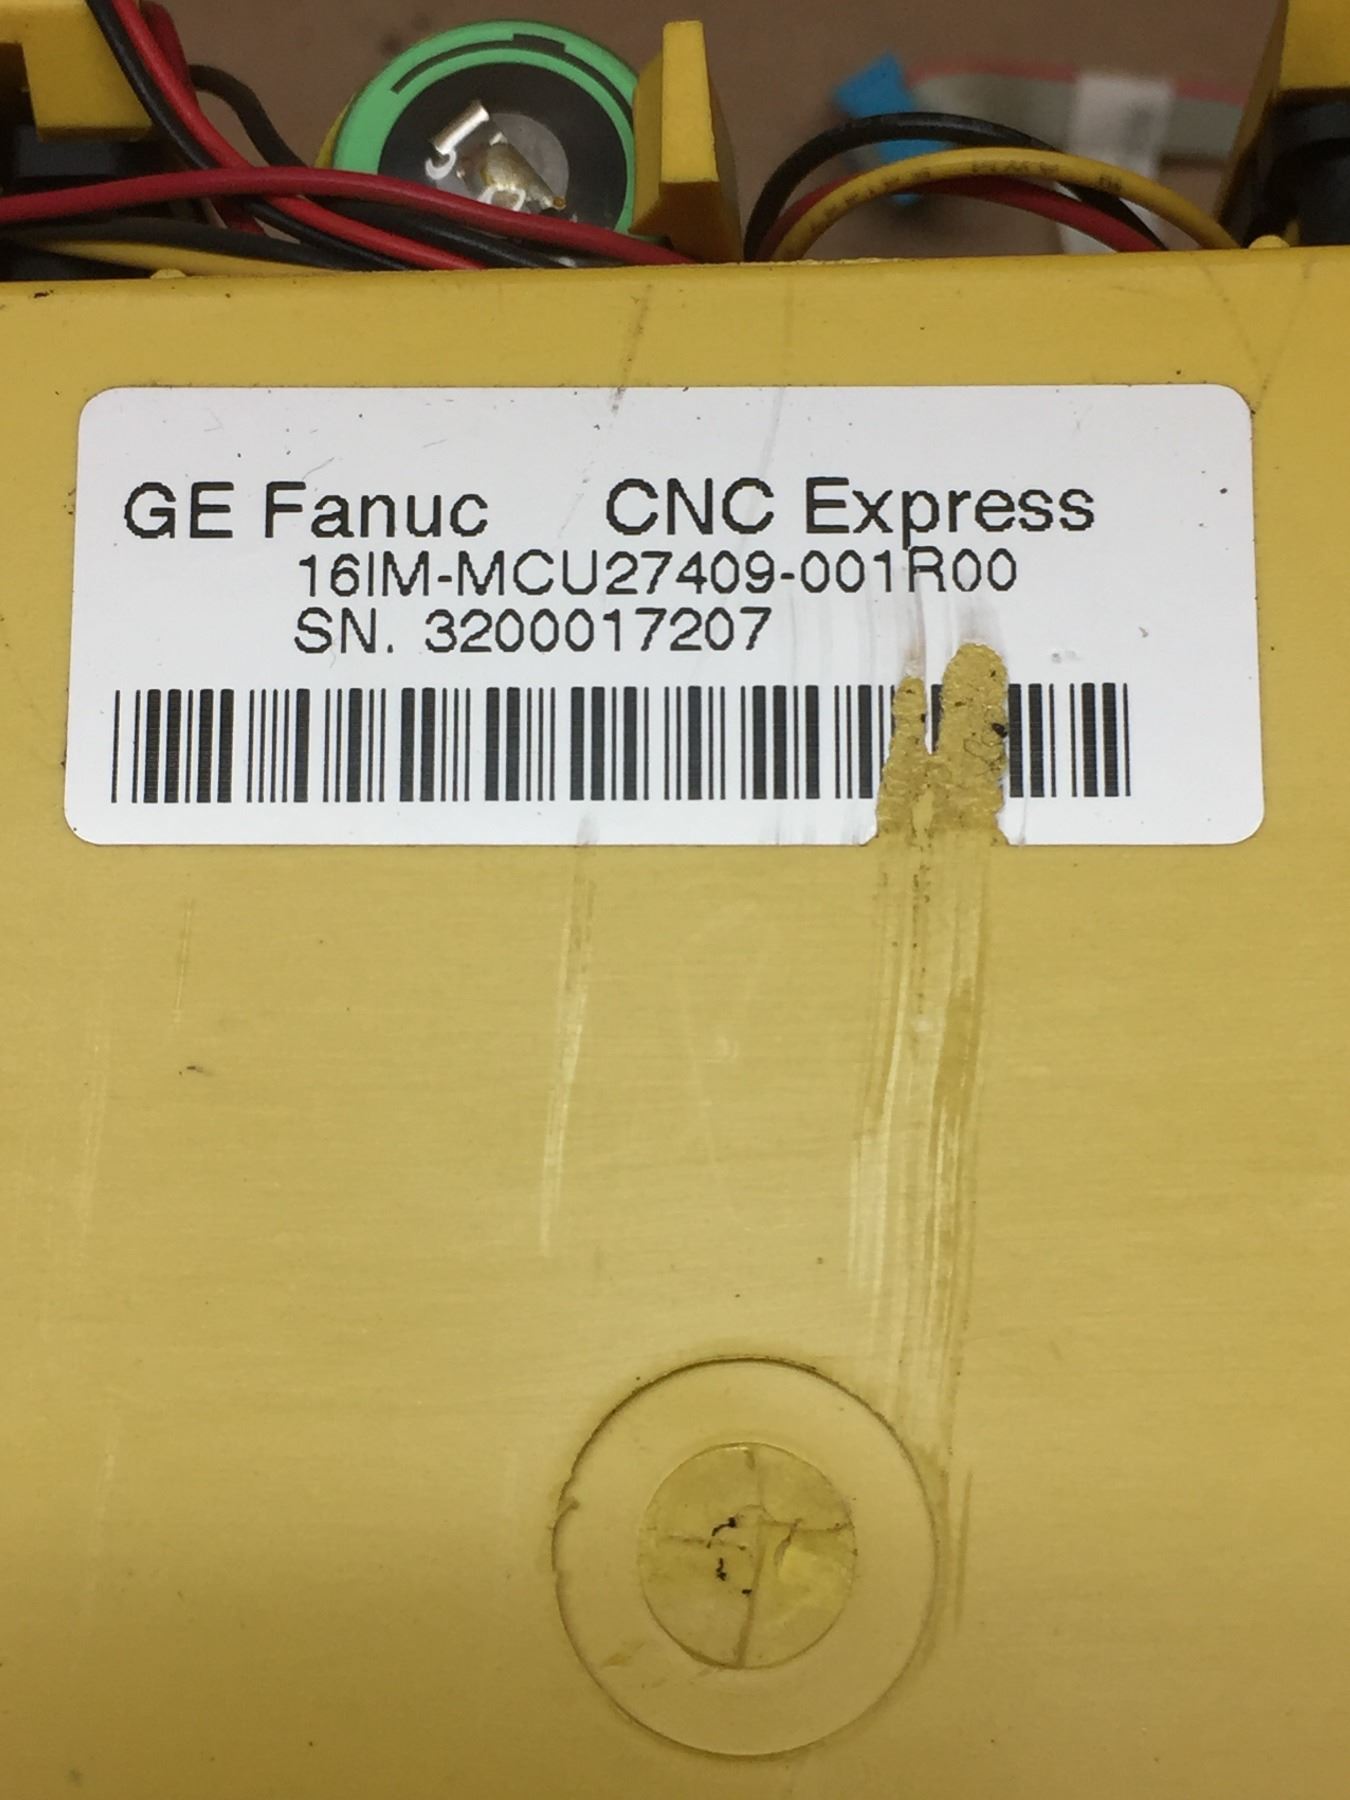 GE Fanuc CNC Express
16IM-MCU27409-001R00
SN. 3200017207